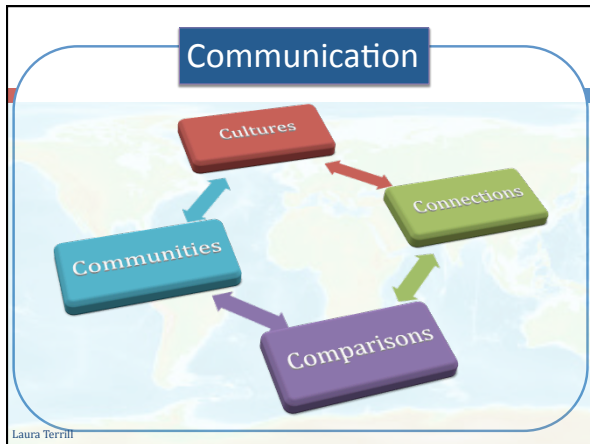 Communication
Cultures
Connections
Communities
Comparisons
Laura Terrill